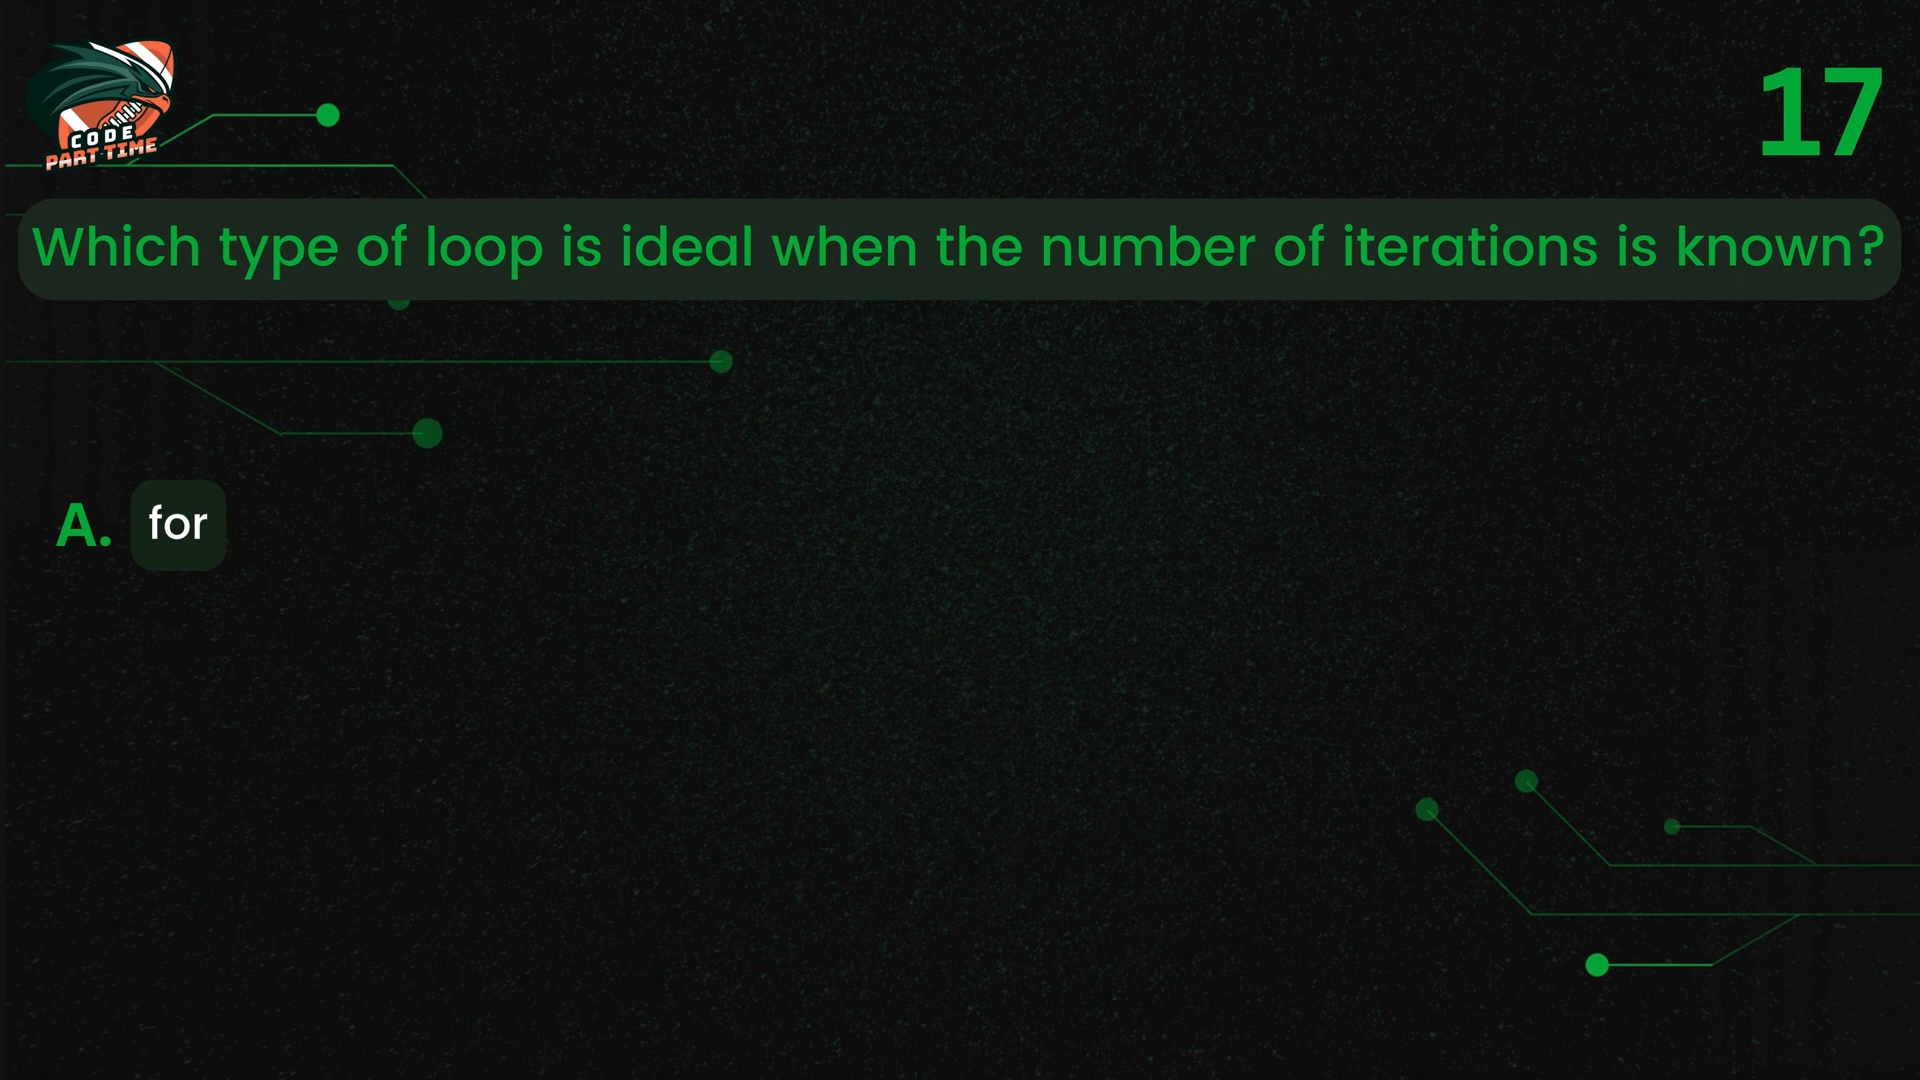 CODE
PART TIME
17
Which type of loop is ideal when the number of iterations is known?
A. for